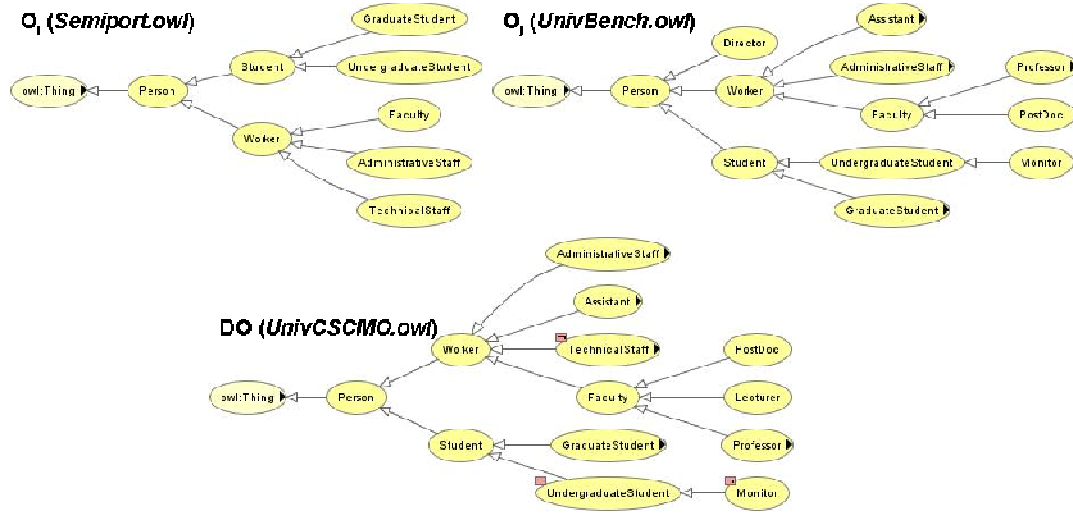 Oi (Semiport.owl)
GraduateStudent
Student
UndergraduateStudent
owl:Thing
Person
Faculty
Worker
AdministrativeStaff
TechnicalStaff
Oj (UnivBench.owl)
Assistant
Director
AdministrativeStaff
Professor
owl:Thing
Person
Worker
Faculty
PostDoc
Student
UndergraduateStudent
Monitor
GraduateStudent
DO (UnivCSCMO.owl)
AdministrativeStaff
Assistant
Worker
TechnicalStaff
PostDoc
owl:Thing
Person
Faculty
Lecturer
Student
GraduateStudent
Professor
UndergraduateStudent
Monitor